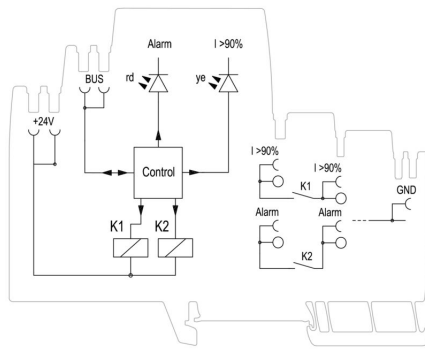 Alarm
I >90%
BUS
rd
ye
+24V
Control
I >90%
I >90%
K1
GND
K1
K2
Alarm
Alarm
K2